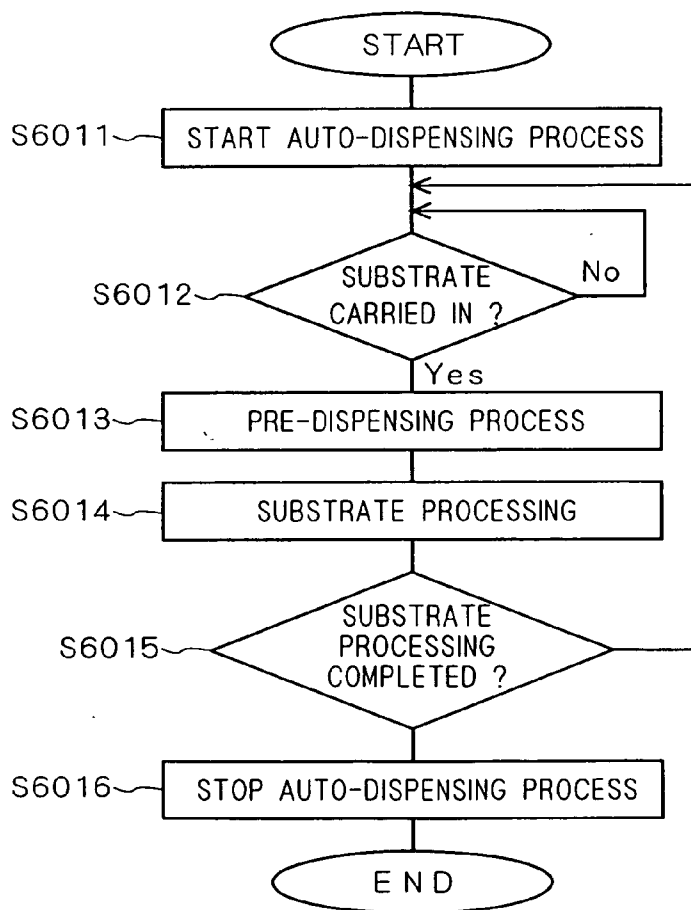 START
S6011
START AUTO-DISPENSING PROCESS
S6012
SUBSTRATE
CARRIED IN ?
No
Yes
S6013
PRE-DISPENSING PROCESS
S6014
SUBSTRATE PROCESSING
S6015
SUBSTRATE
PROCESSING
COMPLETED ?
S6016
STOP AUTO-DISPENSING PROCESS
END